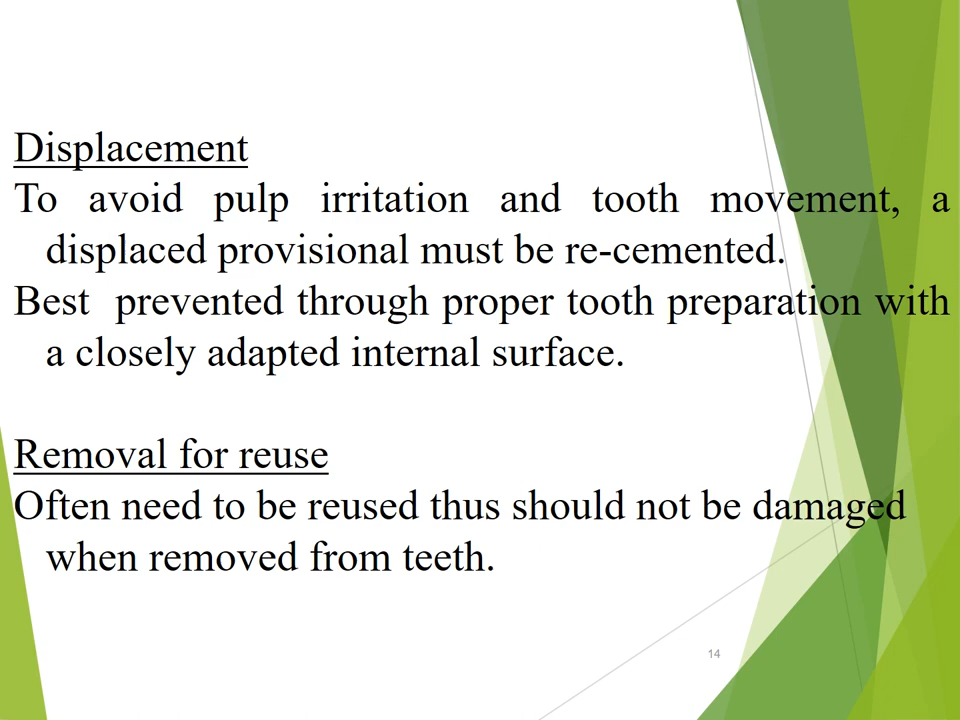 Displacement
To avoid pulp irritation and tooth movement, a
displaced provisional must be re-cemented.
Best prevented through proper tooth preparation with
a closely adapted internal surface.
Removal for reuse
Often need to be reused thus should not be damaged
when removed from teeth.
14